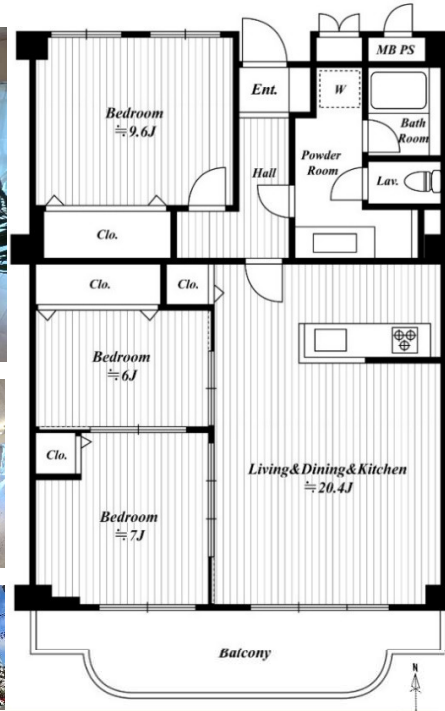 MB PS
Ent.
W
Bedroom
≒9.6J
Bath
Room
Hall
Powder
Room
Lav.
Clo.
Clo.
Clo.
Bedroom
≒6J
Clo.
Living&Dining&Kitchen
≒20.4J
Bedroom
≒7J
Balcony
N